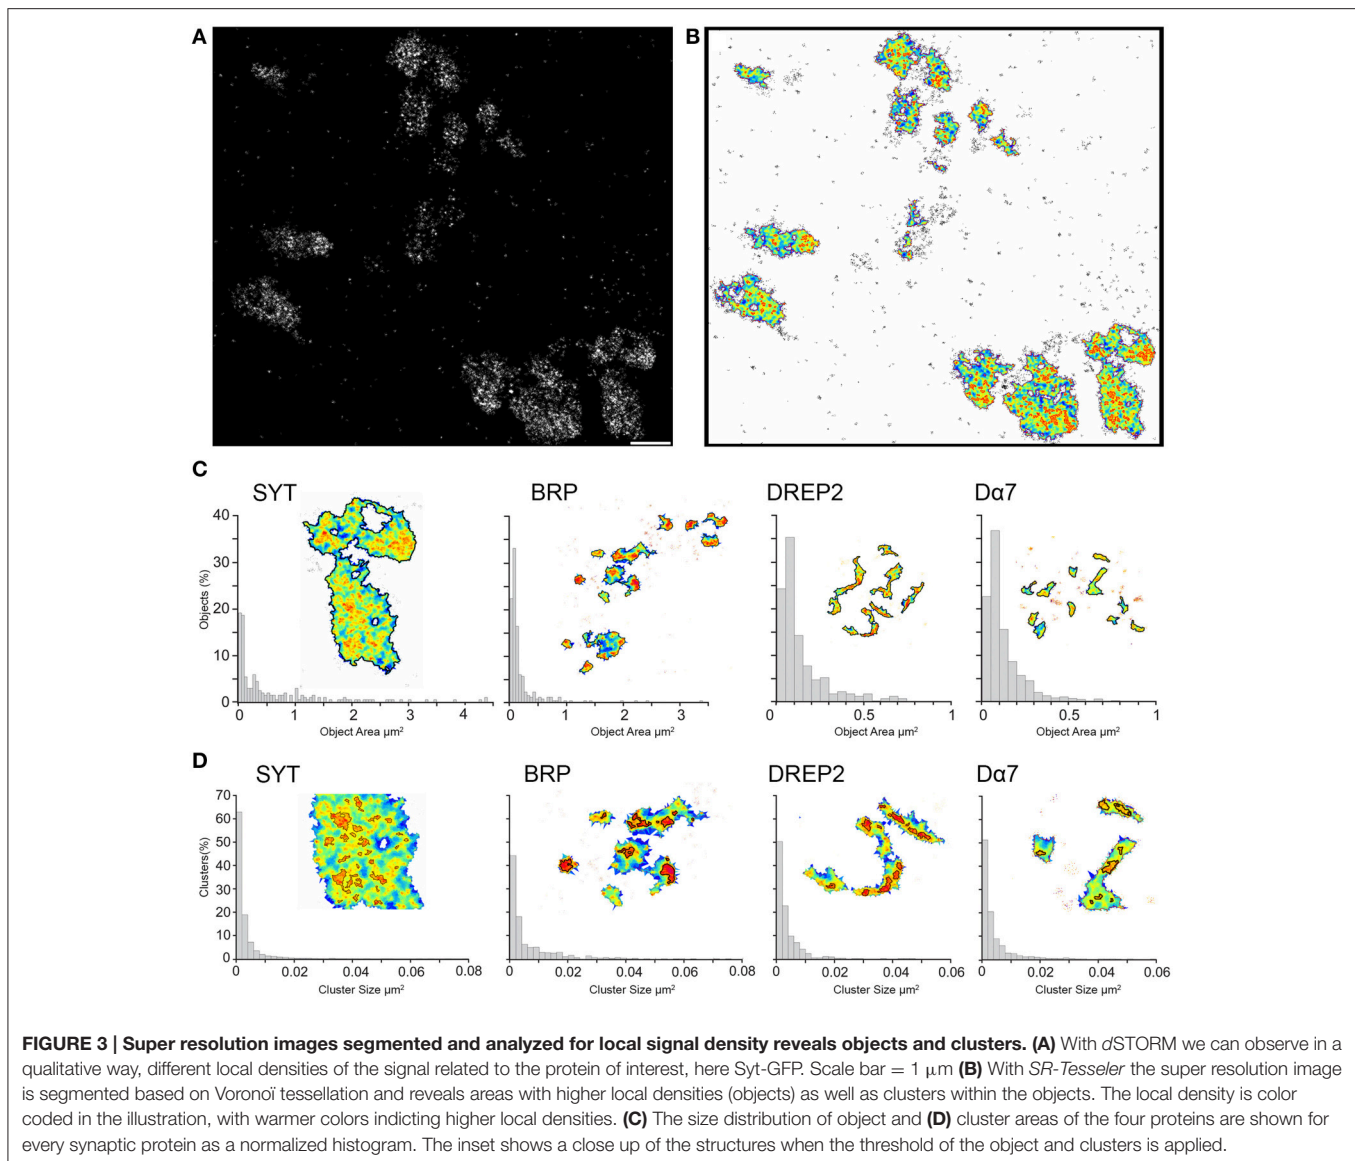 A
B
C
SYT
BRP
DREP2
Dα7
40
30
20
10
0
Objects (%)
0 1 2 3 4
0 1 2 3
0 0.5 1
0 0.5 1
Object Area µm²
Object Area µm²
Object Area µm²
Object Area µm²
D
SYT
BRP
DREP2
Dα7
70
60
50
40
30
20
10
0
Clusters(%)
0 0.02 0.04 0.06 0.08
0 0.02 0.04 0.06 0.08
0 0.02 0.04 0.06
0 0.02 0.04 0.06
Cluster Size µm²
Cluster Size µm²
Cluster Size µm²
Cluster Size µm²
FIGURE 3 | Super resolution images segmented and analyzed for local signal density reveals objects and clusters. (A) With dSTORM we can observe in a
qualitative way, different local densities of the signal related to the protein of interest, here Syt-GFP. Scale bar = 1 µm (B) With SR-Tesseler the super resolution image
is segmented based on Voronoï tessellation and reveals areas with higher local densities (objects) as well as clusters within the objects. The local density is color
coded in the illustration, with warmer colors indicting higher local densities. (C) The size distribution of object and (D) cluster areas of the four proteins are shown for
every synaptic protein as a normalized histogram. The inset shows a close up of the structures when the threshold of the object and clusters is applied.